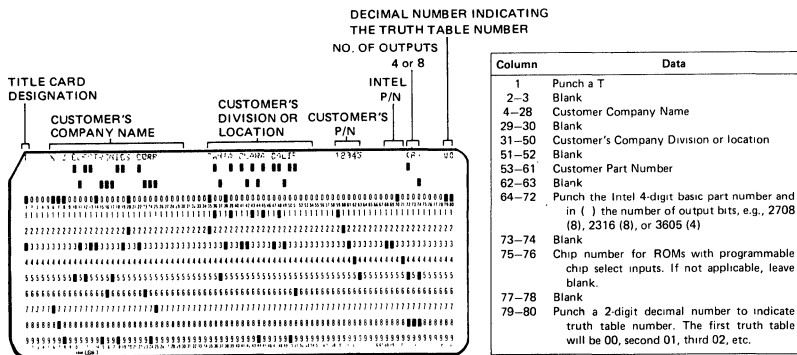 DECIMAL NUMBER INDICATING
THE TRUTH TABLE NUMBER
NO. OF OUTPUTS
4 or 8
TITLE CARD
DESIGNATION
INTEL
P/N
CUSTOMER'S
COMPANY NAME
CUSTOMER'S
DIVISION OR
LOCATION
CUSTOMER'S
P/N
ELECTRONICS CORP SANTA CLARA CALIF 12345
Column Data
1 Punch a T
2–3 Blank
4–28 Customer Company Name
29–30 Blank
31–50 Customer's Company Division or location
51–52 Blank
53–61 Customer Part Number
62–63 Blank
64–72 Punch the Intel 4-digit basic part number and
in ( ) the number of output bits, e.g., 2708
(8), 2316 (8), or 3605 (4)
73–74 Blank
75–76 Chip number for ROMs with programmable
chip select inputs. If not applicable, leave
blank.
77–78 Blank
79–80 Punch a 2-digit decimal number to indicate
truth table number. The first truth table
will be 00, second 01, third 02, etc.